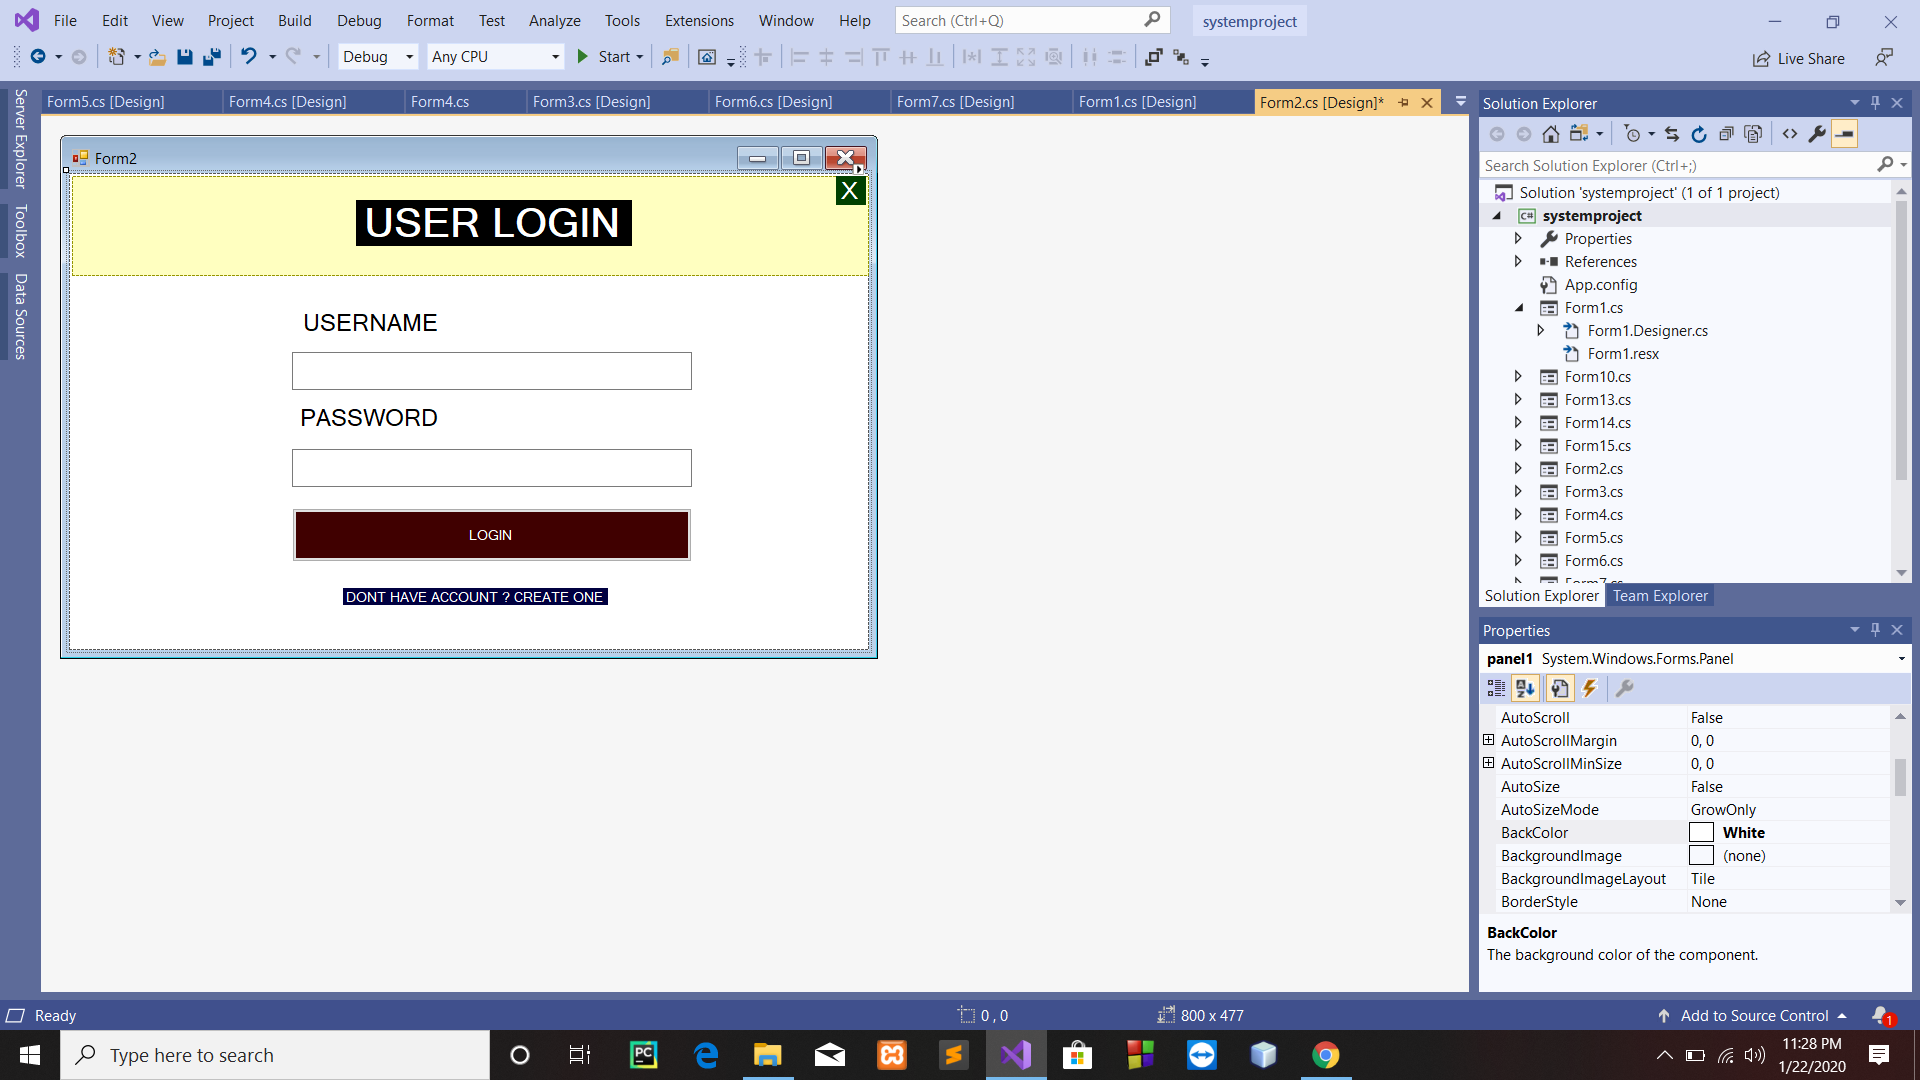 File Edit View Project Build Debug Format Test Analyze Tools Extensions Window Help Search (Ctrl+Q) systemproject
Debug Any CPU Start Live Share
Server Explorer
Toolbox
Data Sources
Form5.cs [Design] Form4.cs [Design] Form4.cs Form3.cs [Design] Form6.cs [Design] Form7.cs [Design] Form1.cs [Design] Form2.cs [Design]*
Form2
X
USER LOGIN
USERNAME
PASSWORD
LOGIN
DONT HAVE ACCOUNT ? CREATE ONE
Solution Explorer
Search Solution Explorer (Ctrl+;)
Solution 'systemproject' (1 of 1 project)
C# systemproject
Properties
References
App.config
Form1.cs
Form1.Designer.cs
Form1.resx
Form10.cs
Form13.cs
Form14.cs
Form15.cs
Form2.cs
Form3.cs
Form4.cs
Form5.cs
Form6.cs
Form7.cs
Solution Explorer Team Explorer
Properties
panel1 System.Windows.Forms.Panel
AutoScroll False
AutoScrollMargin 0, 0
AutoScrollMinSize 0, 0
AutoSize False
AutoSizeMode GrowOnly
BackColor White
BackgroundImage (none)
BackgroundImageLayout Tile
BorderStyle None
BackColor
The background color of the component.
Ready 0 , 0 800 x 477 Add to Source Control 1
Type here to search PC 11:28 PM
1/22/2020